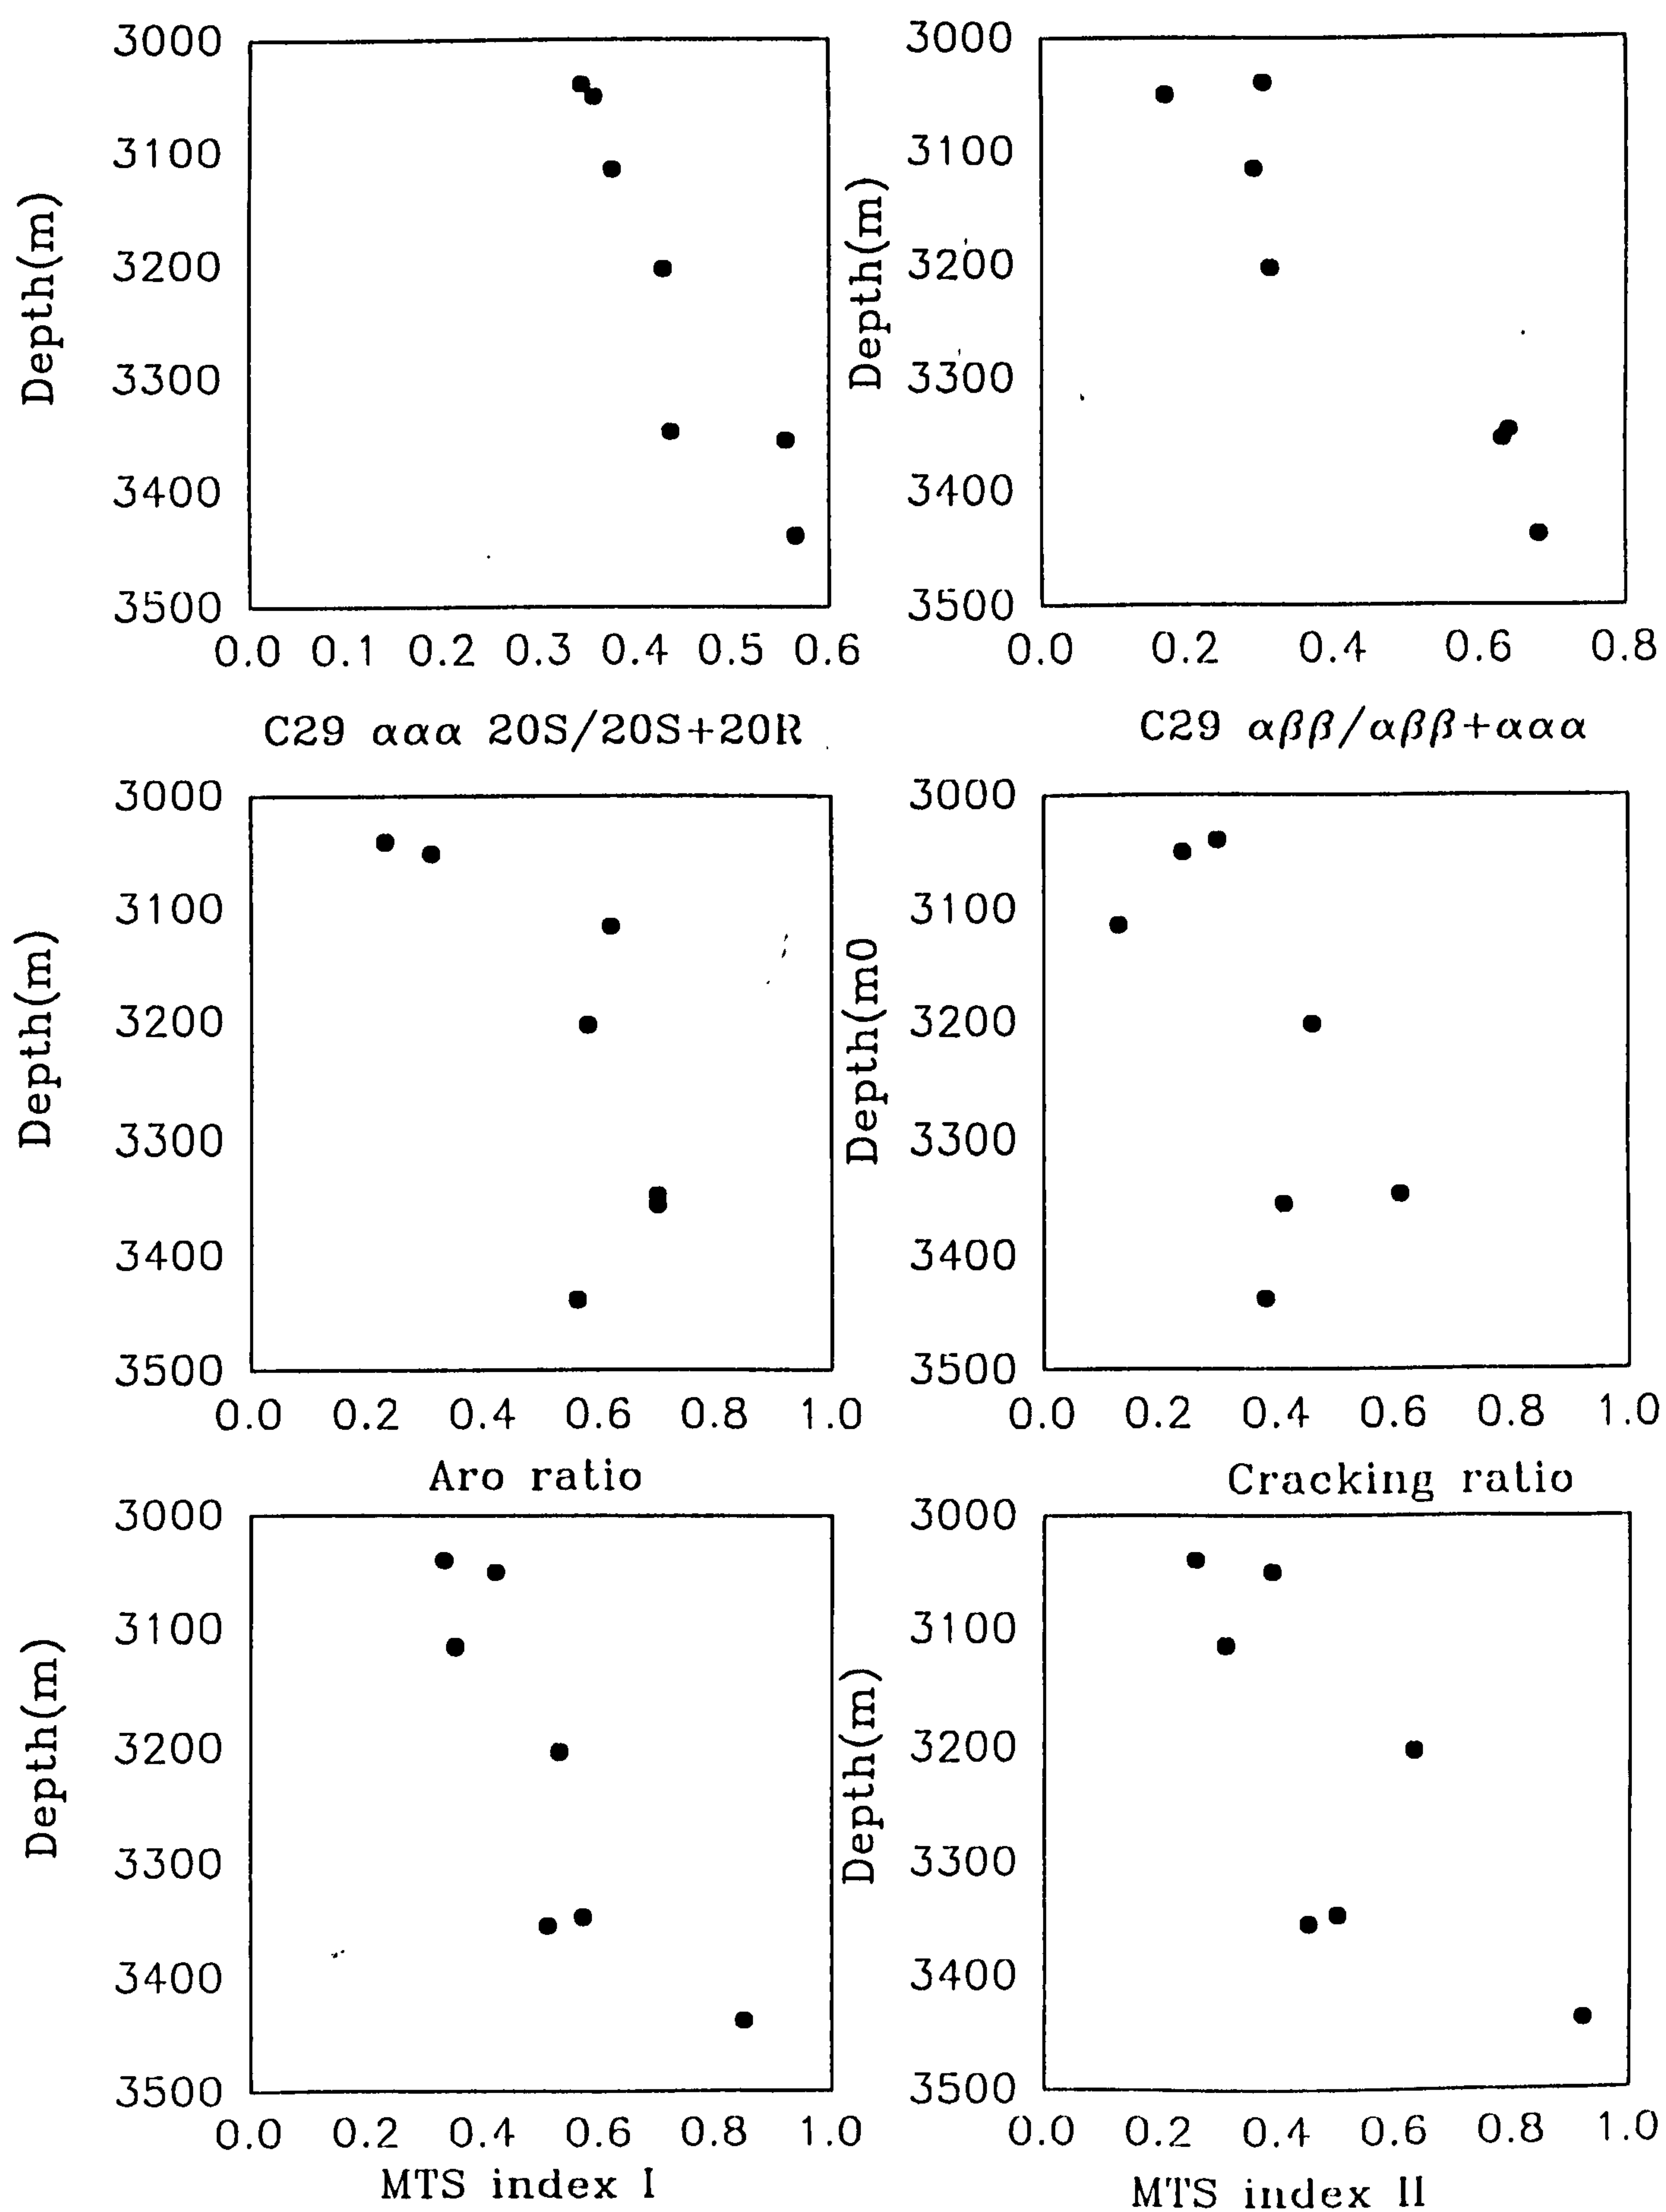 3000
3100
3200
3300
3400
3500
Depth(m)
0.0 0.1 0.2 0.3 0.4 0.5 0.6
C29 ααα 20S/20S+20R
3000
3100
3200
3300
3400
3500
Depth(m)
0.0 0.2 0.4 0.6 0.8
C29 αββ/αββ+ααα
3000
3100
3200
3300
3400
3500
Depth(m)
0.0 0.2 0.4 0.6 0.8 1.0
Aro ratio
3000
3100
3200
3300
3400
3500
Depth(m0
0.0 0.2 0.4 0.6 0.8 1.0
Cracking ratio
3000
3100
3200
3300
3400
3500
Depth(m)
0.0 0.2 0.4 0.6 0.8 1.0
MTS index I
3000
3100
3200
3300
3400
3500
Depth(m)
0.0 0.2 0.4 0.6 0.8 1.0
MTS index II